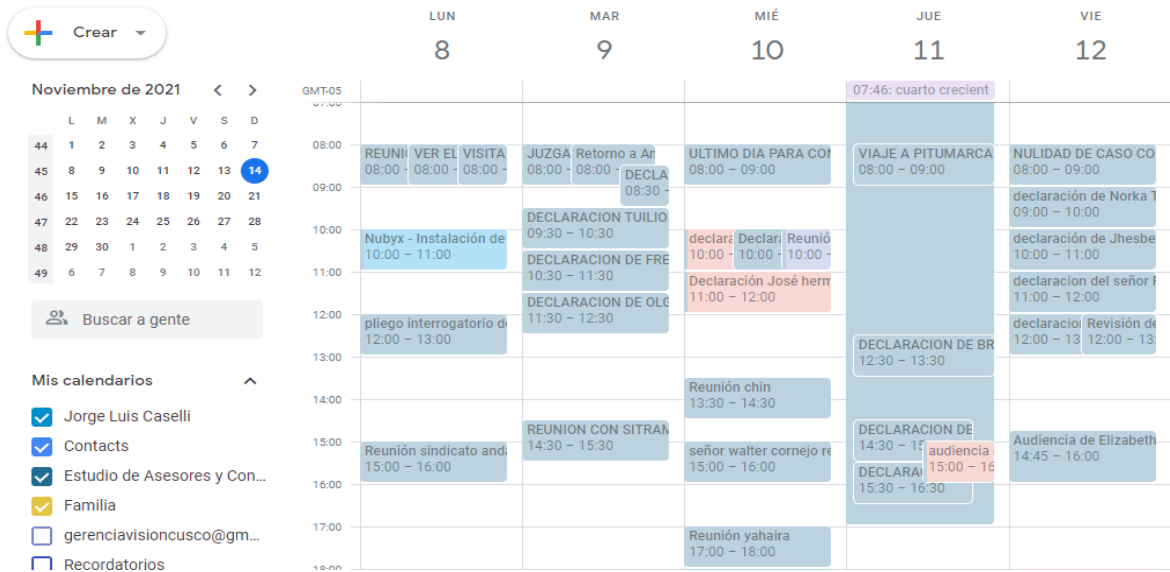 Crear
LUN MAR MIÉ JUE VIE
8 9 10 11 12
Noviembre de 2021
GMT-05
07:46: cuarto crecient
L M X J V S D
44 1 2 3 4 5 6 7
45 8 9 10 11 12 13 14
46 15 16 17 18 19 20 21
47 22 23 24 25 26 27 28
48 29 30 1 2 3 4 5
49 6 7 8 9 10 11 12
Buscar a gente
Mis calendarios
Jorge Luis Caselli
Contacts
Estudio de Asesores y Con...
Familia
gerenciavisioncusco@gm...
Recordatorios
07:00
08:00
09:00
10:00
11:00
12:00
13:00
14:00
15:00
16:00
17:00
18:00
REUNI
08:00 -
VER EL
08:00 -
VISITA
08:00 -
Nubyx - Instalación de
10:00 – 11:00
pliego interrogatorio d
12:00 – 13:00
Reunión sindicato anda
15:00 – 16:00
JUZGA
08:00 -
Retorno a An
08:00 -
DECLA
08:30 -
DECLARACION TUILIO
09:30 – 10:30
DECLARACION DE FRE
10:30 – 11:30
DECLARACION DE OLG
11:30 – 12:30
REUNION CON SITRAM
14:30 – 15:30
ULTIMO DIA PARA CON
08:00 – 09:00
declara
10:00 -
Declara
10:00 -
Reunió
10:00 -
Declaración José herm
11:00 – 12:00
Reunión chin
13:30 – 14:30
señor walter cornejo re
15:00 – 16:00
Reunión yahaira
17:00 – 18:00
VIAJE A PITUMARCA
08:00 – 09:00
DECLARACION DE BR
12:30 – 13:30
DECLARACION DE
14:30 – 15
audiencia
15:00 – 16
DECLARA
15:30 – 16:30
NULIDAD DE CASO CO
08:00 – 09:00
declaración de Norka T
09:00 – 10:00
declaración de Jhesbe
10:00 – 11:00
declaracion del señor
11:00 – 12:00
declaracion
12:00 – 13
Revisión de
12:00 – 13:
Audiencia de Elizabeth
14:45 – 16:00